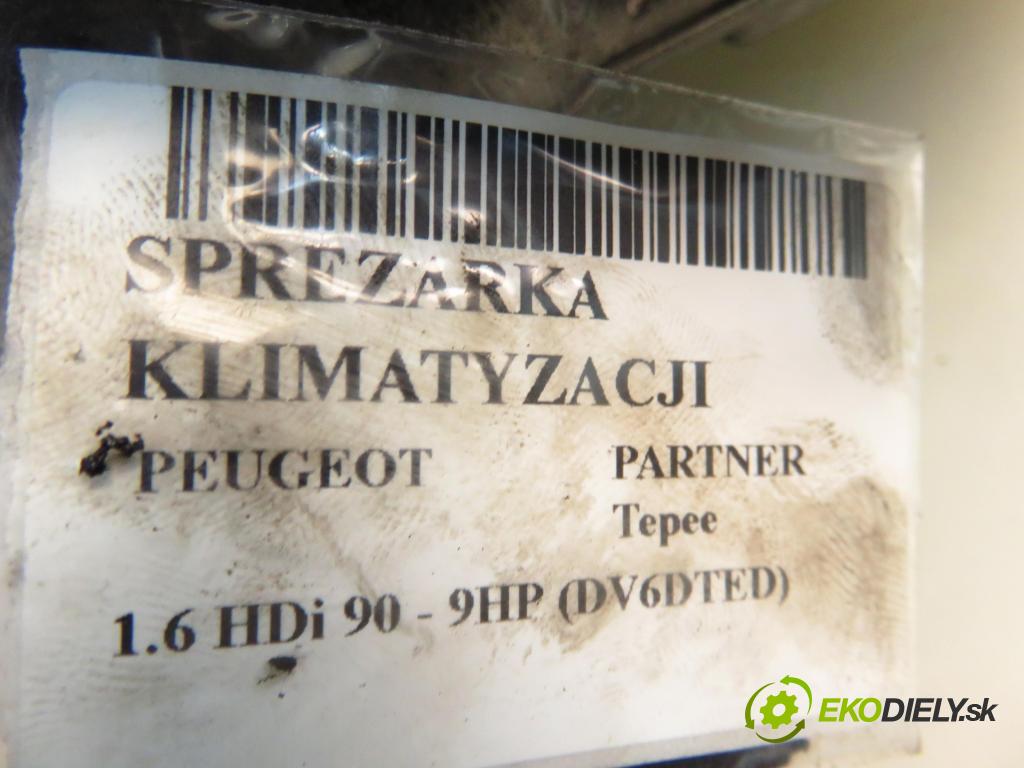 SPREZARKA
KLIMATYZACJI
PEUGEOT PARTNER
Tepee
1.6 HDi 90 - 9HP (DV6DTED)
EKODIELY.sk